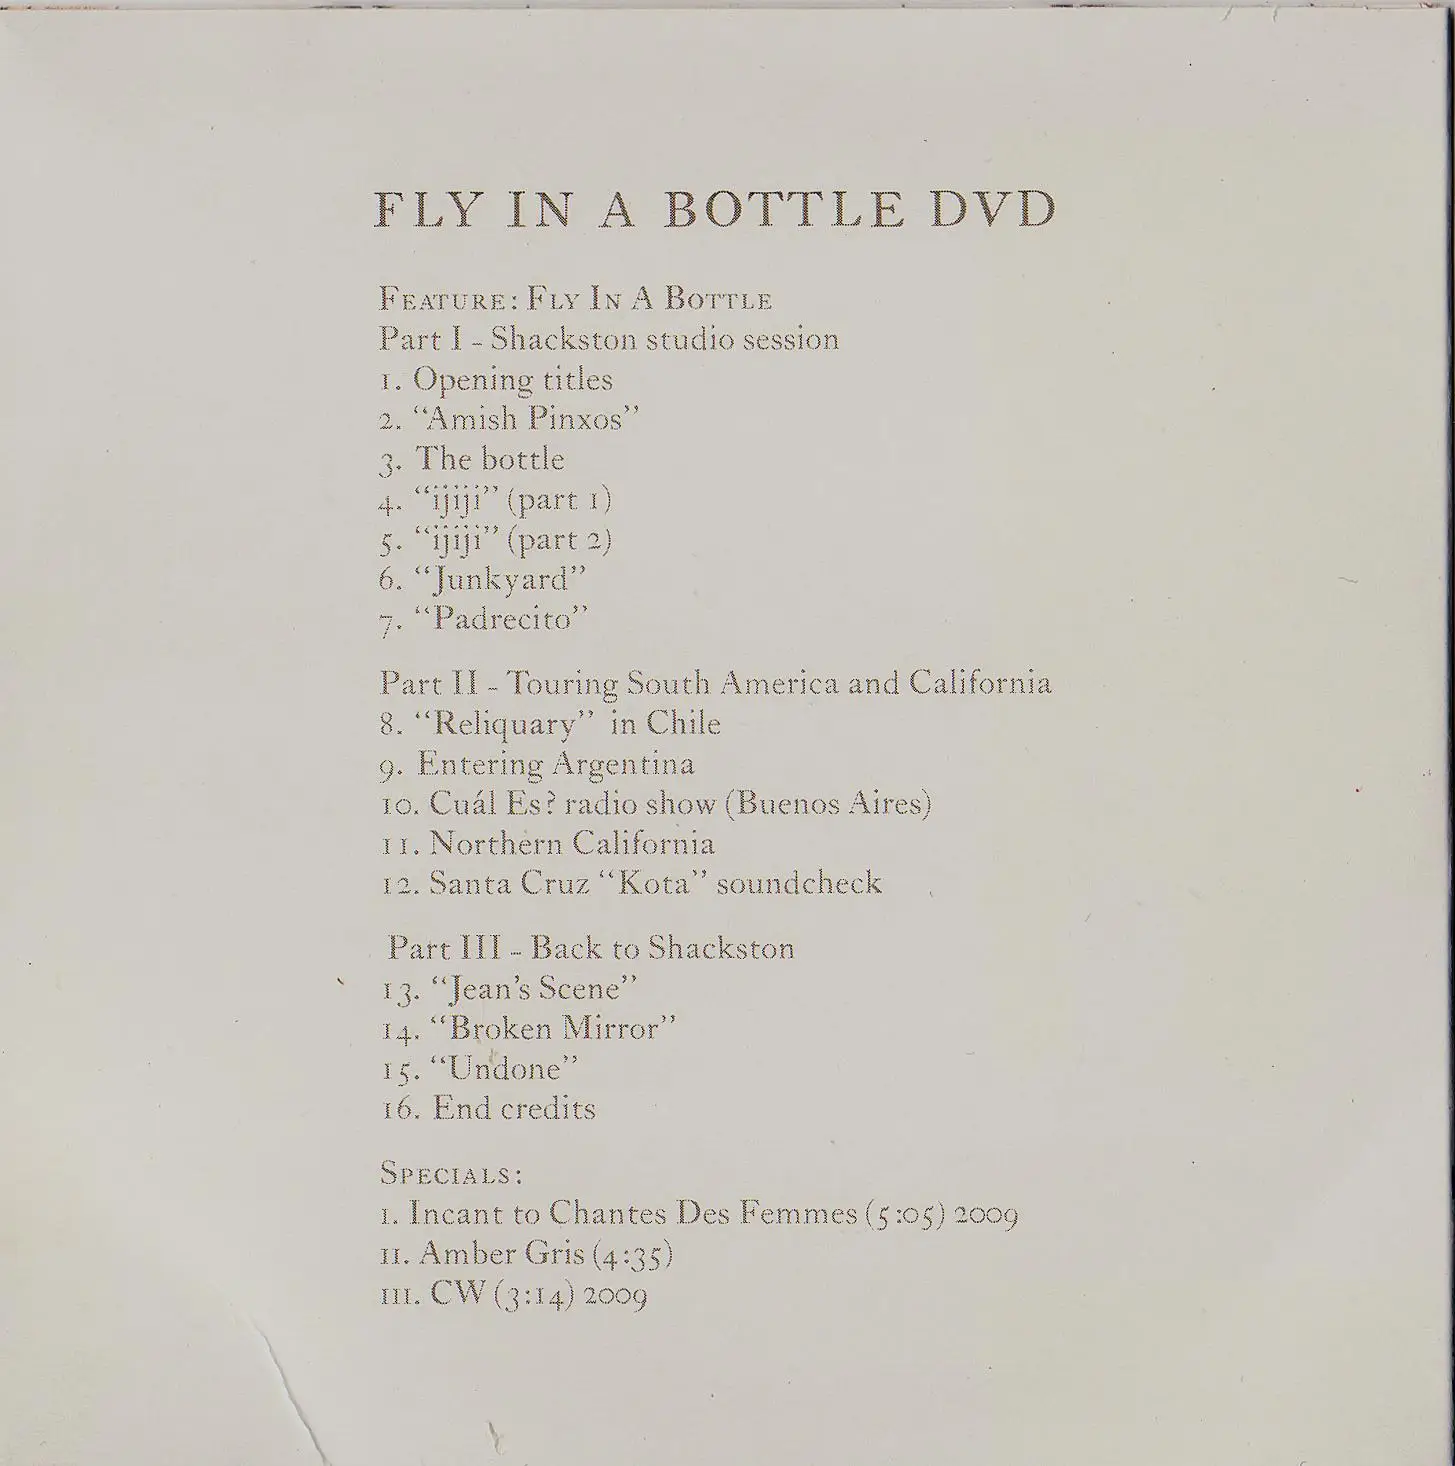 FLY IN A BOTTLE DVD
FEATURE: FLY IN A BOTTLE
Part I - Shackston studio session
1. Opening titles
2. “Amish Pinxos”
3. The bottle
4. “ijiji” (part 1)
5. “ijiji” (part 2)
6. “Junkyard”
7. “Padrecito”
Part II - Touring South America and California
8. “Reliquary” in Chile
9. Entering Argentina
10. Cuál Es? radio show (Buenos Aires)
11. Northern California
12. Santa Cruz “Kota” soundcheck
Part III - Back to Shackston
13. “Jean’s Scene”
14. “Broken Mirror”
15. “Undone”
16. End credits
SPECIALS:
I. Incant to Chantes Des Femmes (5:05) 2009
II. Amber Gris (4:35)
III. CW (3:14) 2009